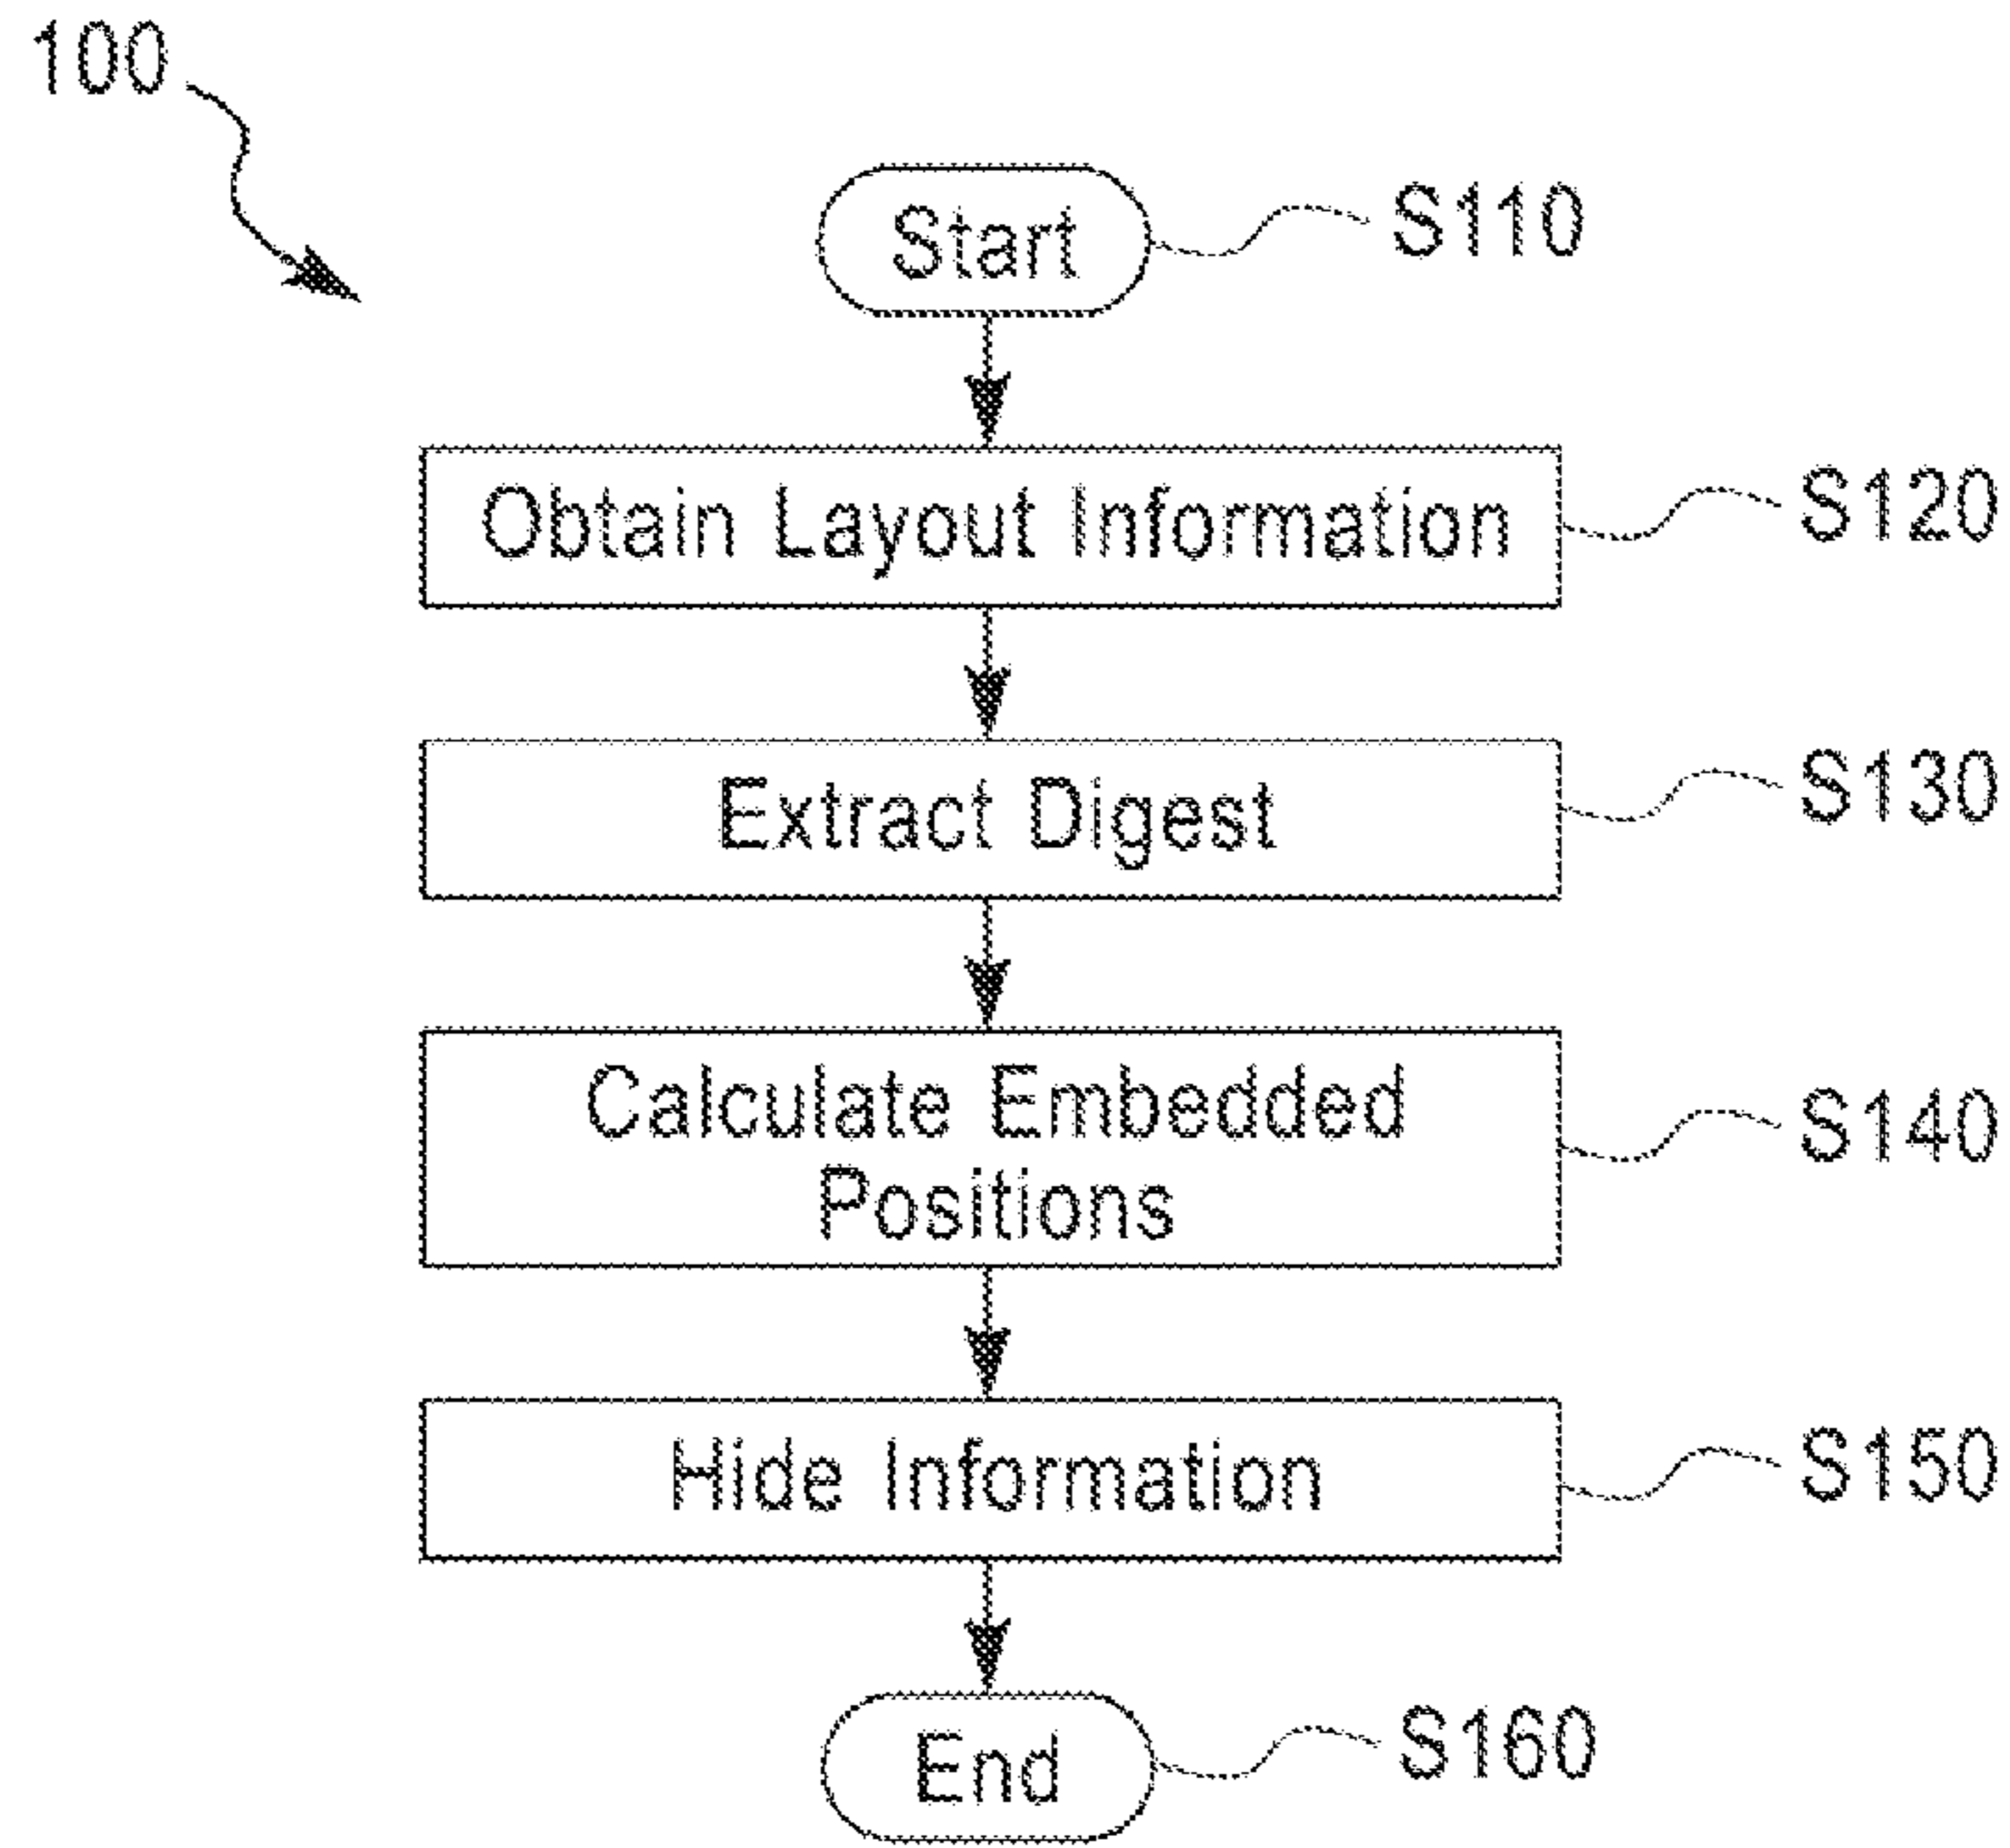 100
Start S110
Obtain Layout Information S120
Extract Digest S130
Calculate Embedded
Positions
S140
Hide Information S150
End S160